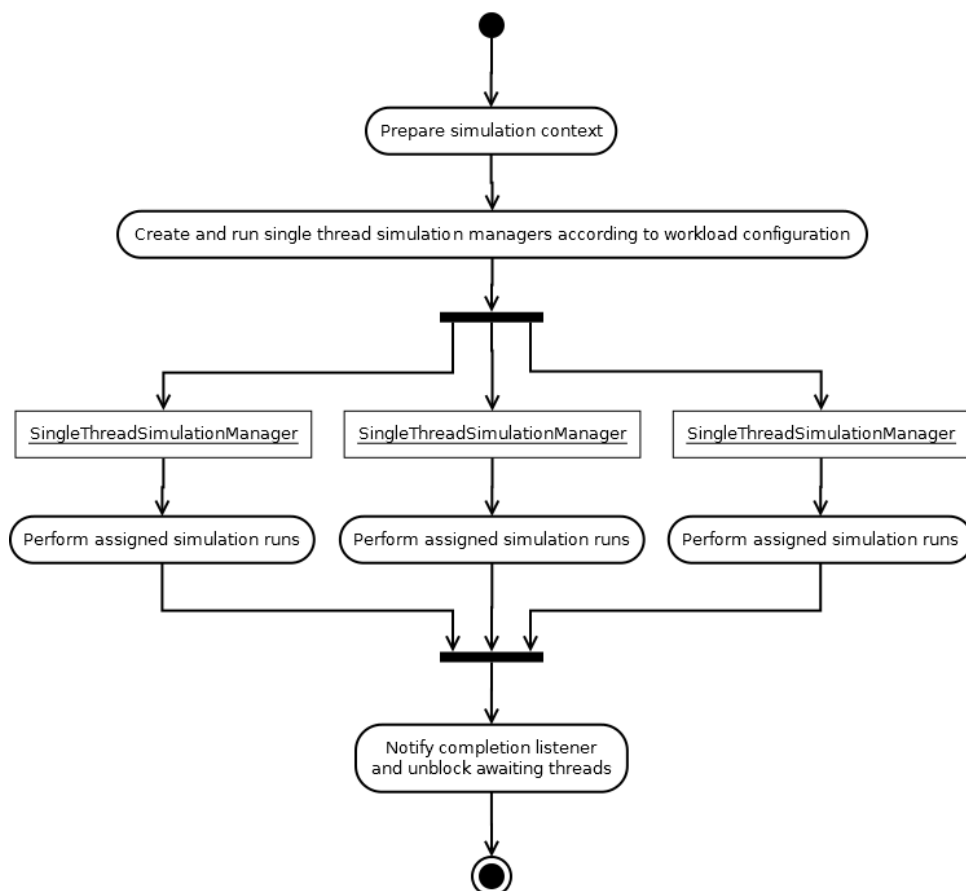 Prepare simulation context
Create and run single thread simulation managers according to workload configuration
SingleThreadSimulationManager
SingleThreadSimulationManager
SingleThreadSimulationManager
Perform assigned simulation runs
Perform assigned simulation runs
Perform assigned simulation runs
Notify completion listener
and unblock awaiting threads